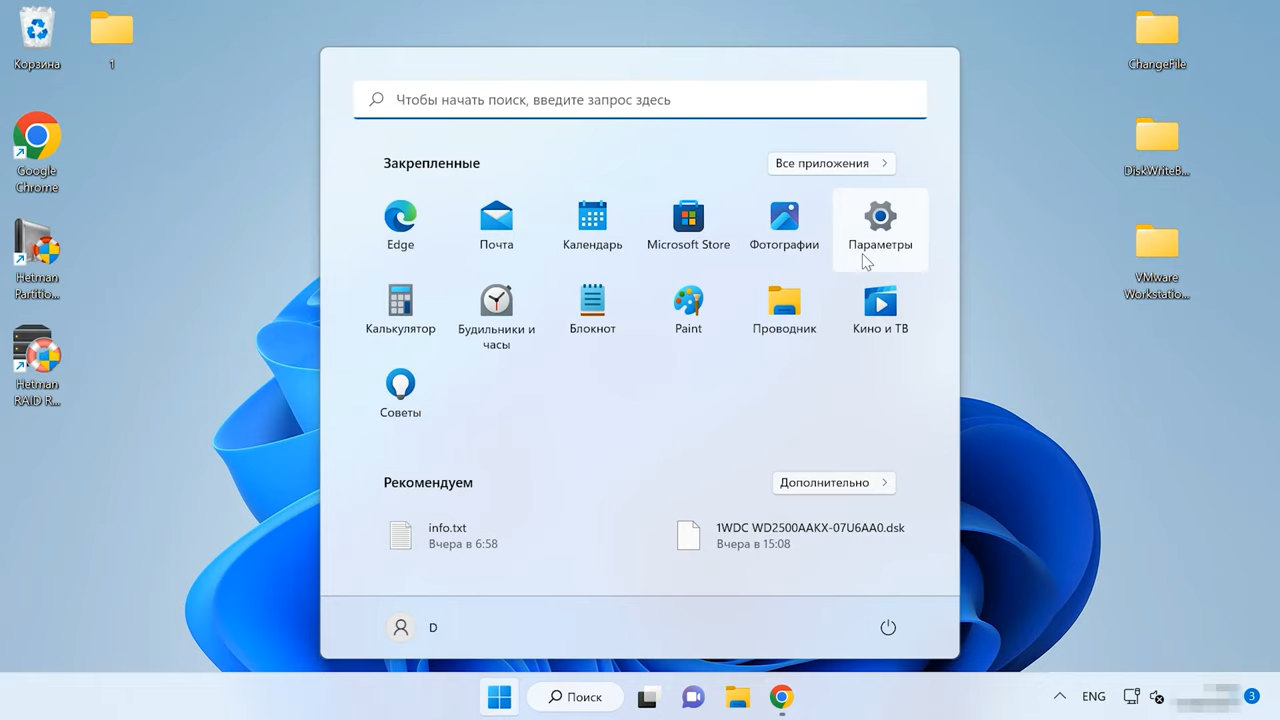 Корзина
1
Google
Chrome
Hetman
Partitio...
Hetman
RAID R...
Чтобы начать поиск, введите запрос здесь
Закрепленные
Все приложения
Edge
Почта
Календарь
Microsoft Store
Фотографии
Параметры
Калькулятор
Будильники и
часы
Блокнот
Paint
Проводник
Кино и ТВ
Советы
Рекомендуем
Дополнительно
info.txt
Вчера в 6:58
1WDC WD2500AAKX-07U6AA0.dsk
Вчера в 15:08
D
ChangeFile
DiskWriteB...
VMware
Workstatio...
Поиск
ENG
3